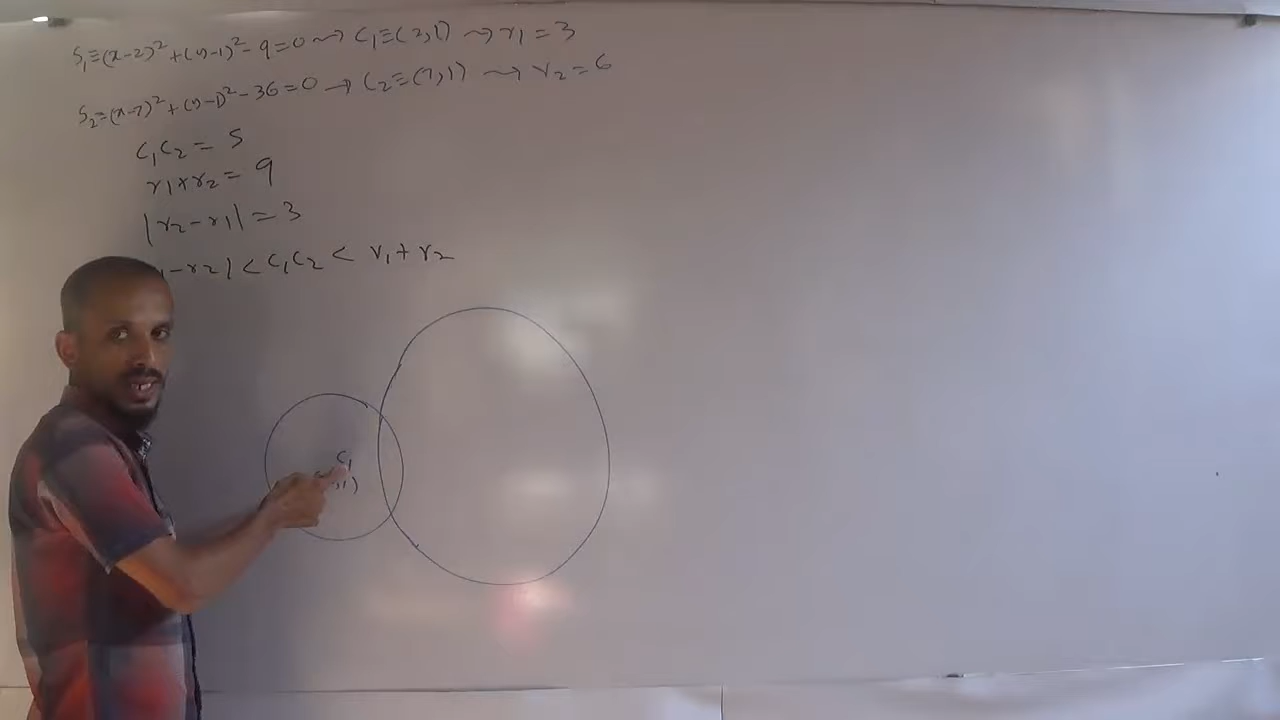 S₁≡(x-2)²+(y-1)²-9=0 → C₁≡(2,1) → r₁=3
S₂=(x-7)²+(y-1)²-36=0 → C₂≡(7,1) → r₂=6
C₁C₂=5
r₁+r₂=9
|r₂-r₁|=3
-r₂|<C₁C₂<r₁+r₂
C₁
,1)